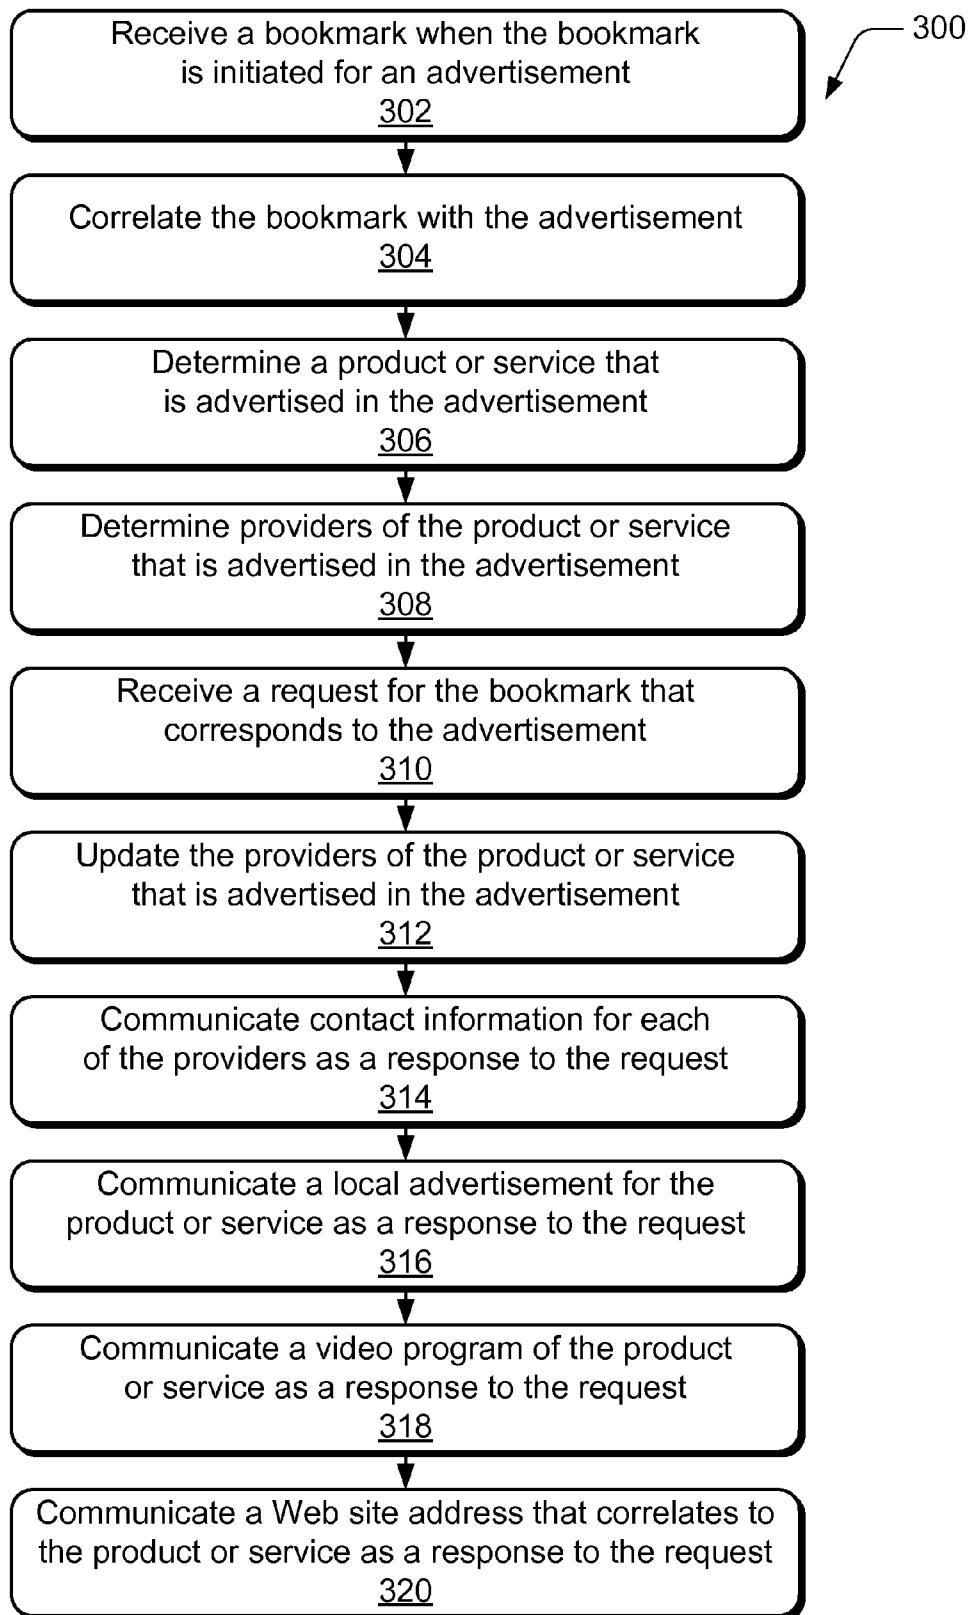 Receive a bookmark when the bookmark
is initiated for an advertisement
302
300
Correlate the bookmark with the advertisement
304
Determine a product or service that
is advertised in the advertisement
306
Determine providers of the product or service
that is advertised in the advertisement
308
Receive a request for the bookmark that
corresponds to the advertisement
310
Update the providers of the product or service
that is advertised in the advertisement
312
Communicate contact information for each
of the providers as a response to the request
314
Communicate a local advertisement for the
product or service as a response to the request
316
Communicate a video program of the product
or service as a response to the request
318
Communicate a Web site address that correlates to
the product or service as a response to the request
320